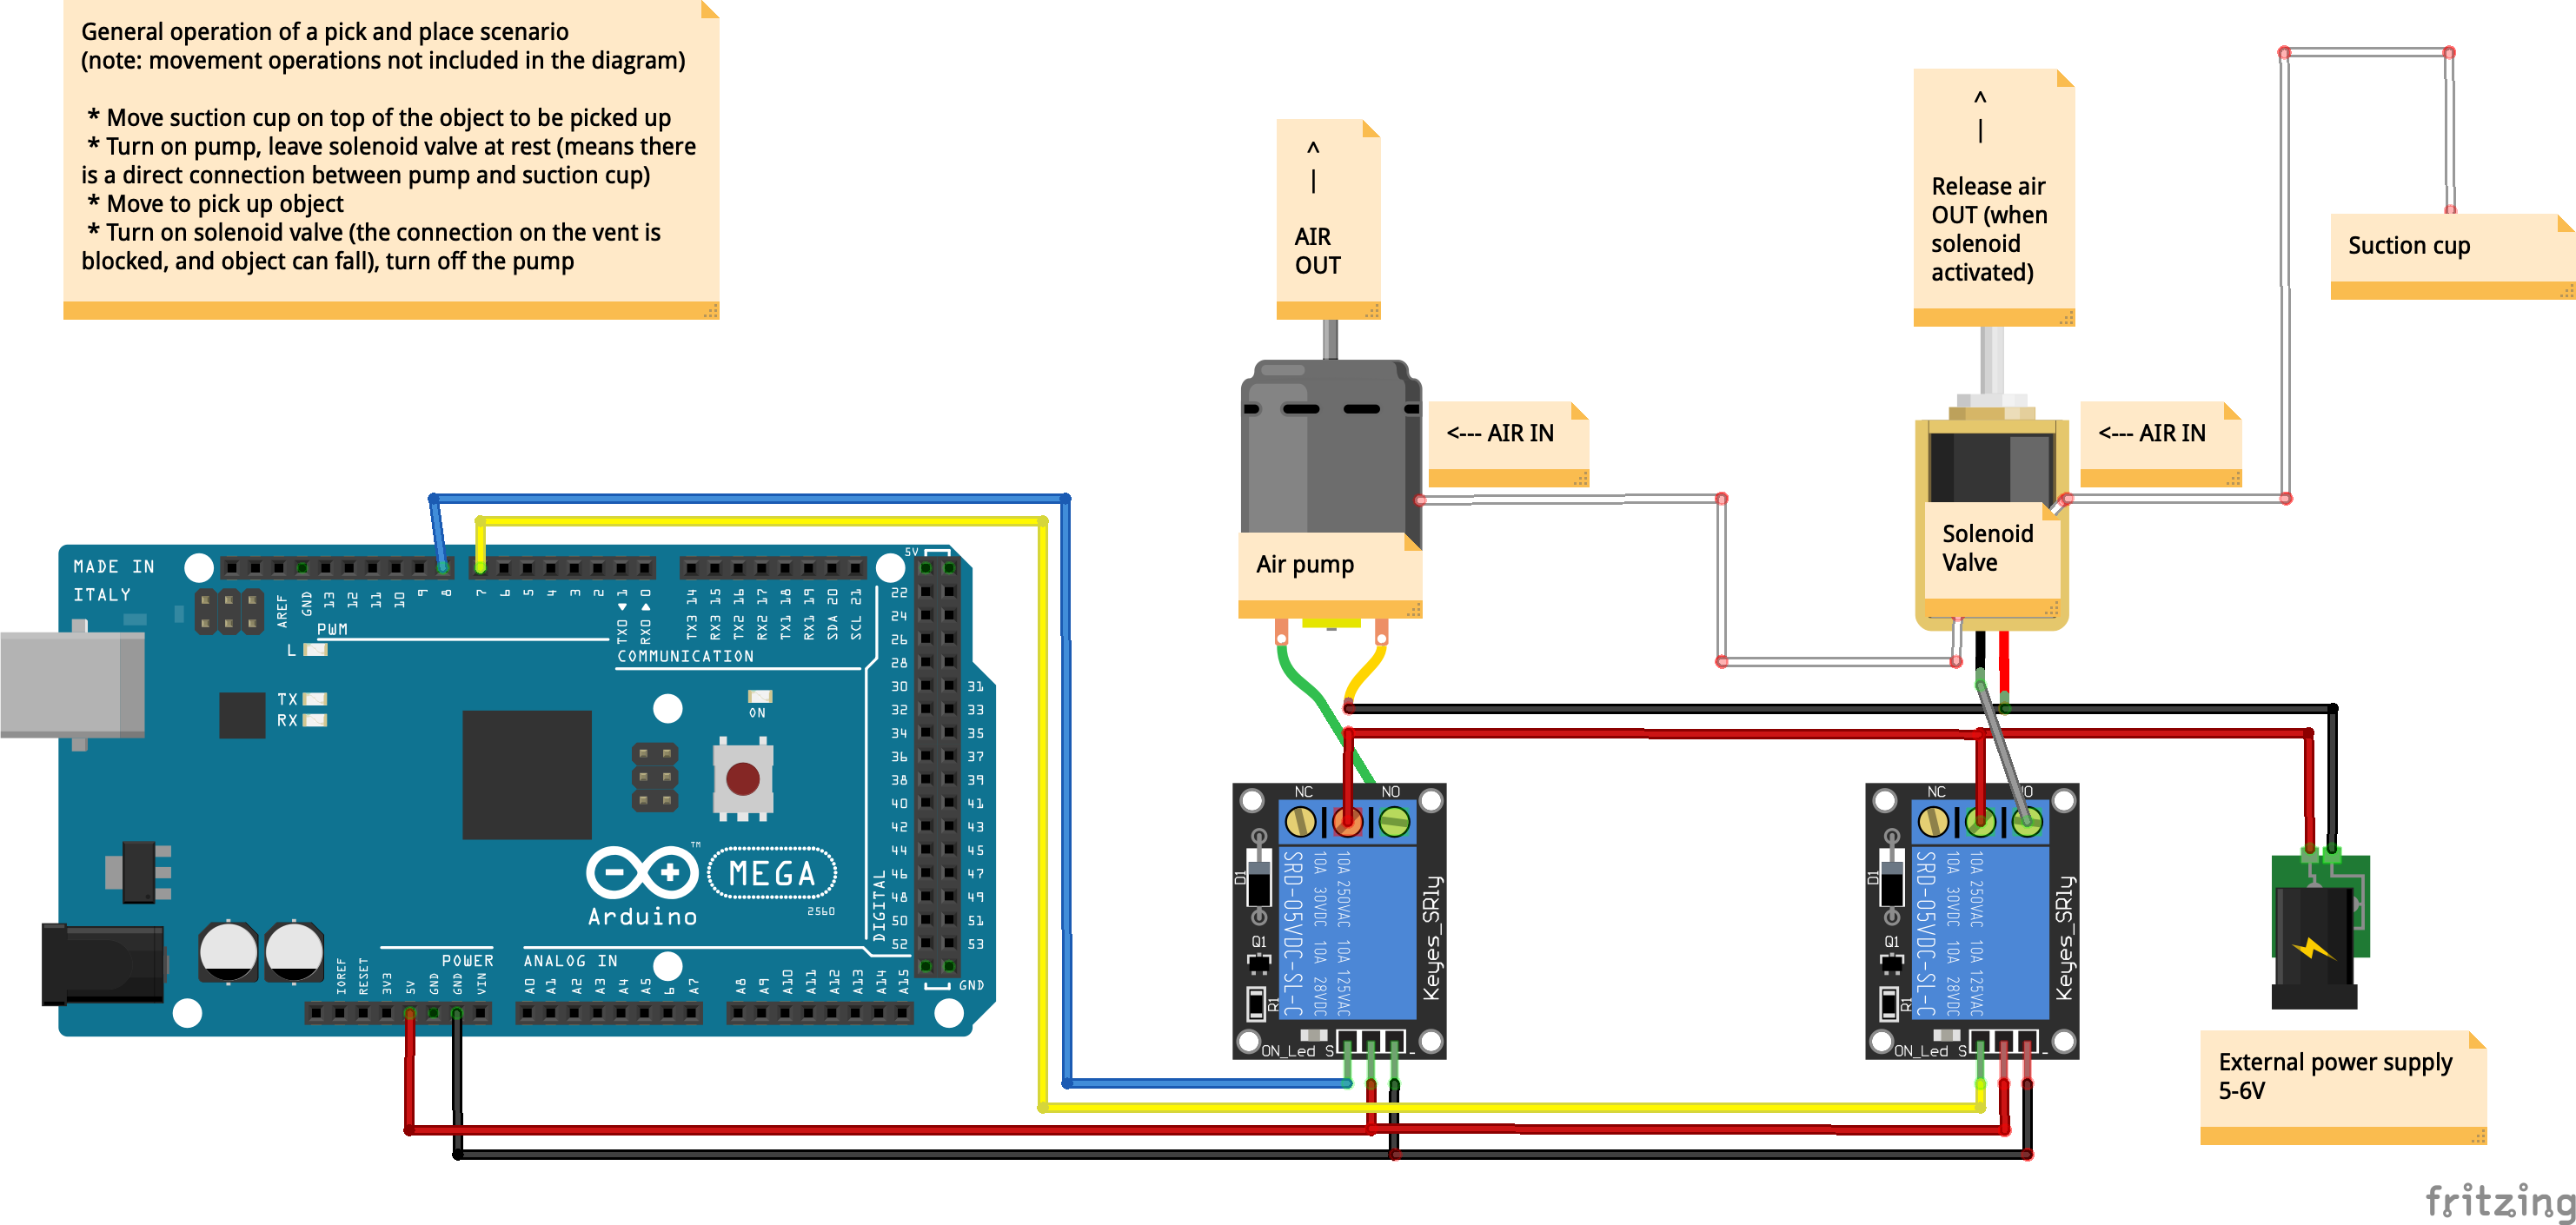 General operation of a pick and place scenario
(note: movement operations not included in the diagram)
* Move suction cup on top of the object to be picked up
* Turn on pump, leave solenoid valve at rest (means there
is a direct connection between pump and suction cup)
* Move to pick up object
* Turn on solenoid valve (the connection on the vent is
blocked, and object can fall), turn off the pump
^
|
AIR
OUT
^
|
Release air
OUT (when
solenoid
activated)
Suction cup
<--- AIR IN
<--- AIR IN
Air pump
Solenoid
Valve
MADE IN
ITALY
AREF
GND
13
12
11
10
9
8
7
6
5
4
3
2
TX0 1
RX0 0
TX3 14
RX3 15
TX2 16
RX2 17
TX1 18
RX1 19
SDA 20
SCL 21
5V
PWM
L
COMMUNICATION
TX
RX
ON
22
24
26
28
30 31
32 33
34 35
36 37
38 39
40 41
42 43
44 45
46 47
48 49
50 51
52 53
DIGITAL
GND
Arduino
TM
MEGA
2560
POWER
ANALOG IN
IOREF
RESET
3V3
5V
GND
GND
VIN
A0
A1
A2
A3
A4
A5
6
A7
A8
A9
A10
A11
A12
A13
A14
A15
NC
NO
D1
Q1
R1
SRD-05VDC-SL-C
10A 30VDC 10A 28VDC
10A 250VAC 10A 125VAC
Keyes_SRly
ON_Led S
-
NC
NO
D1
Q1
R1
SRD-05VDC-SL-C
10A 30VDC 10A 28VDC
10A 250VAC 10A 125VAC
Keyes_SRly
ON_Led S
-
External power supply
5-6V
fritzing